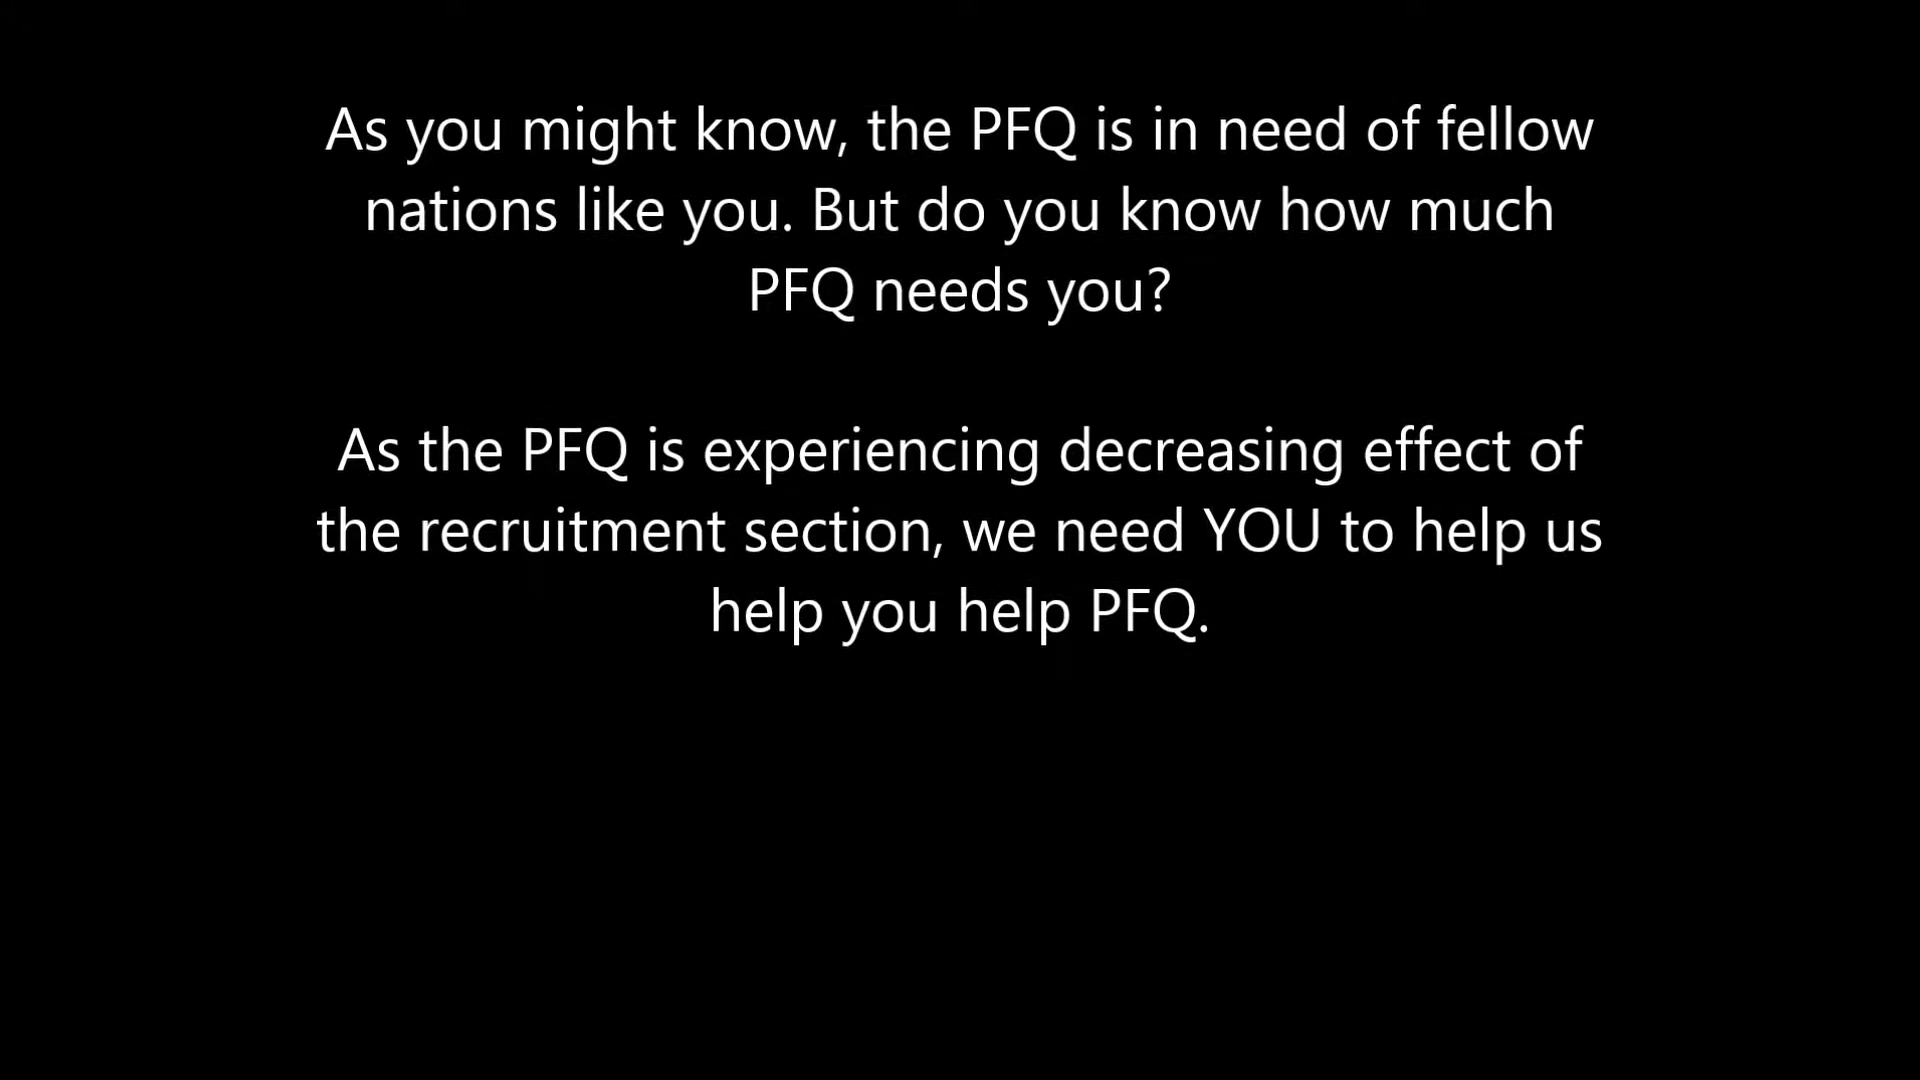 As you might know, the PFQ is in need of fellow
nations like you. But do you know how much
PFQ needs you?
As the PFQ is experiencing decreasing effect of
the recruitment section, we need YOU to help us
help you help PFQ.